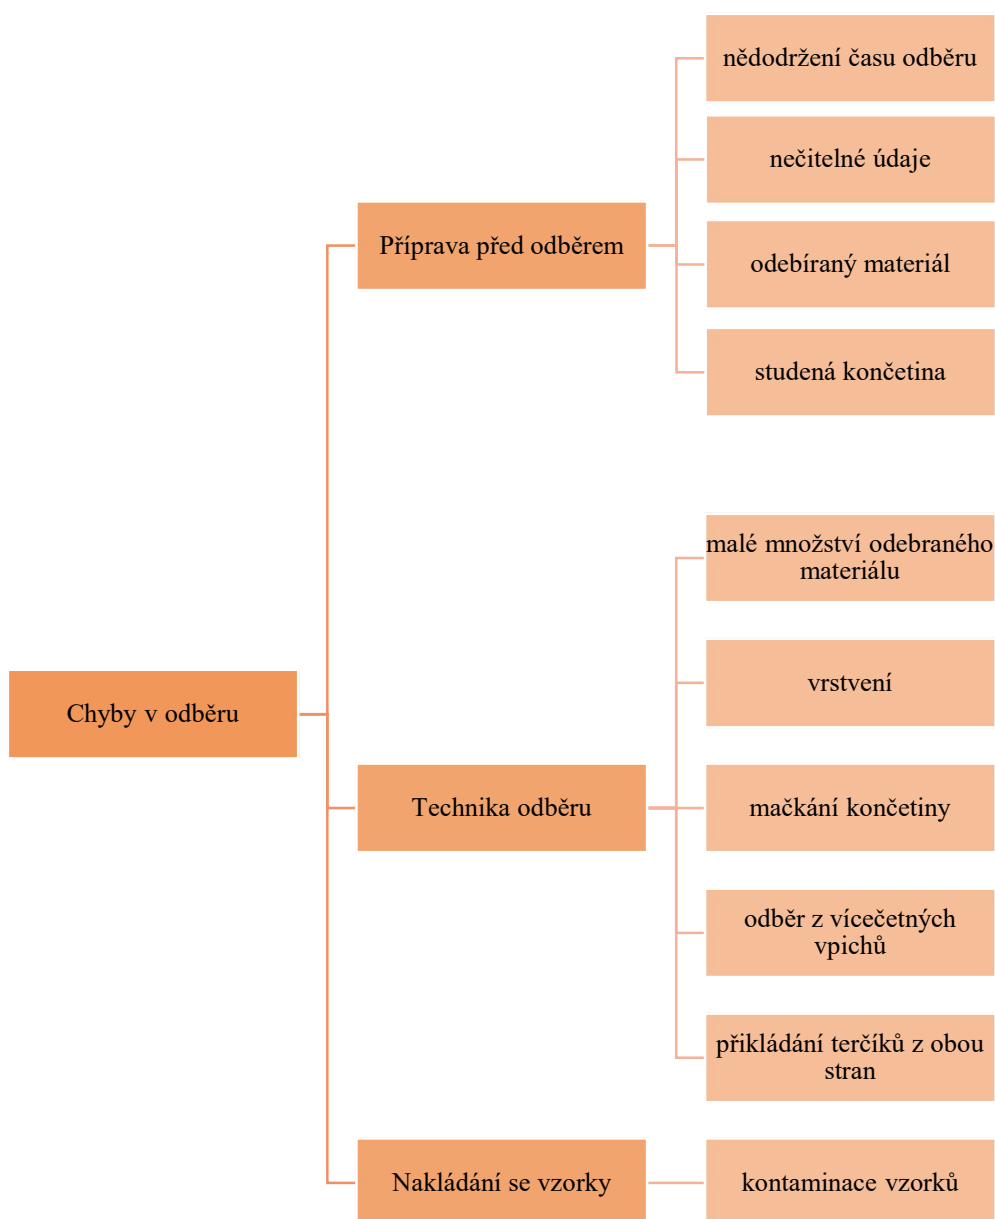 Chyby v odběru
Příprava před odběrem
nědodržení času odběru
nečitelné údaje
odebíraný materiál
studená končetina
Technika odběru
malé množství odebraného
materiálu
vrstvení
mačkání končetiny
odběr z vícečetných
vpichů
přikládání terčíků z obou
stran
Nakládání se vzorky
kontaminace vzorků